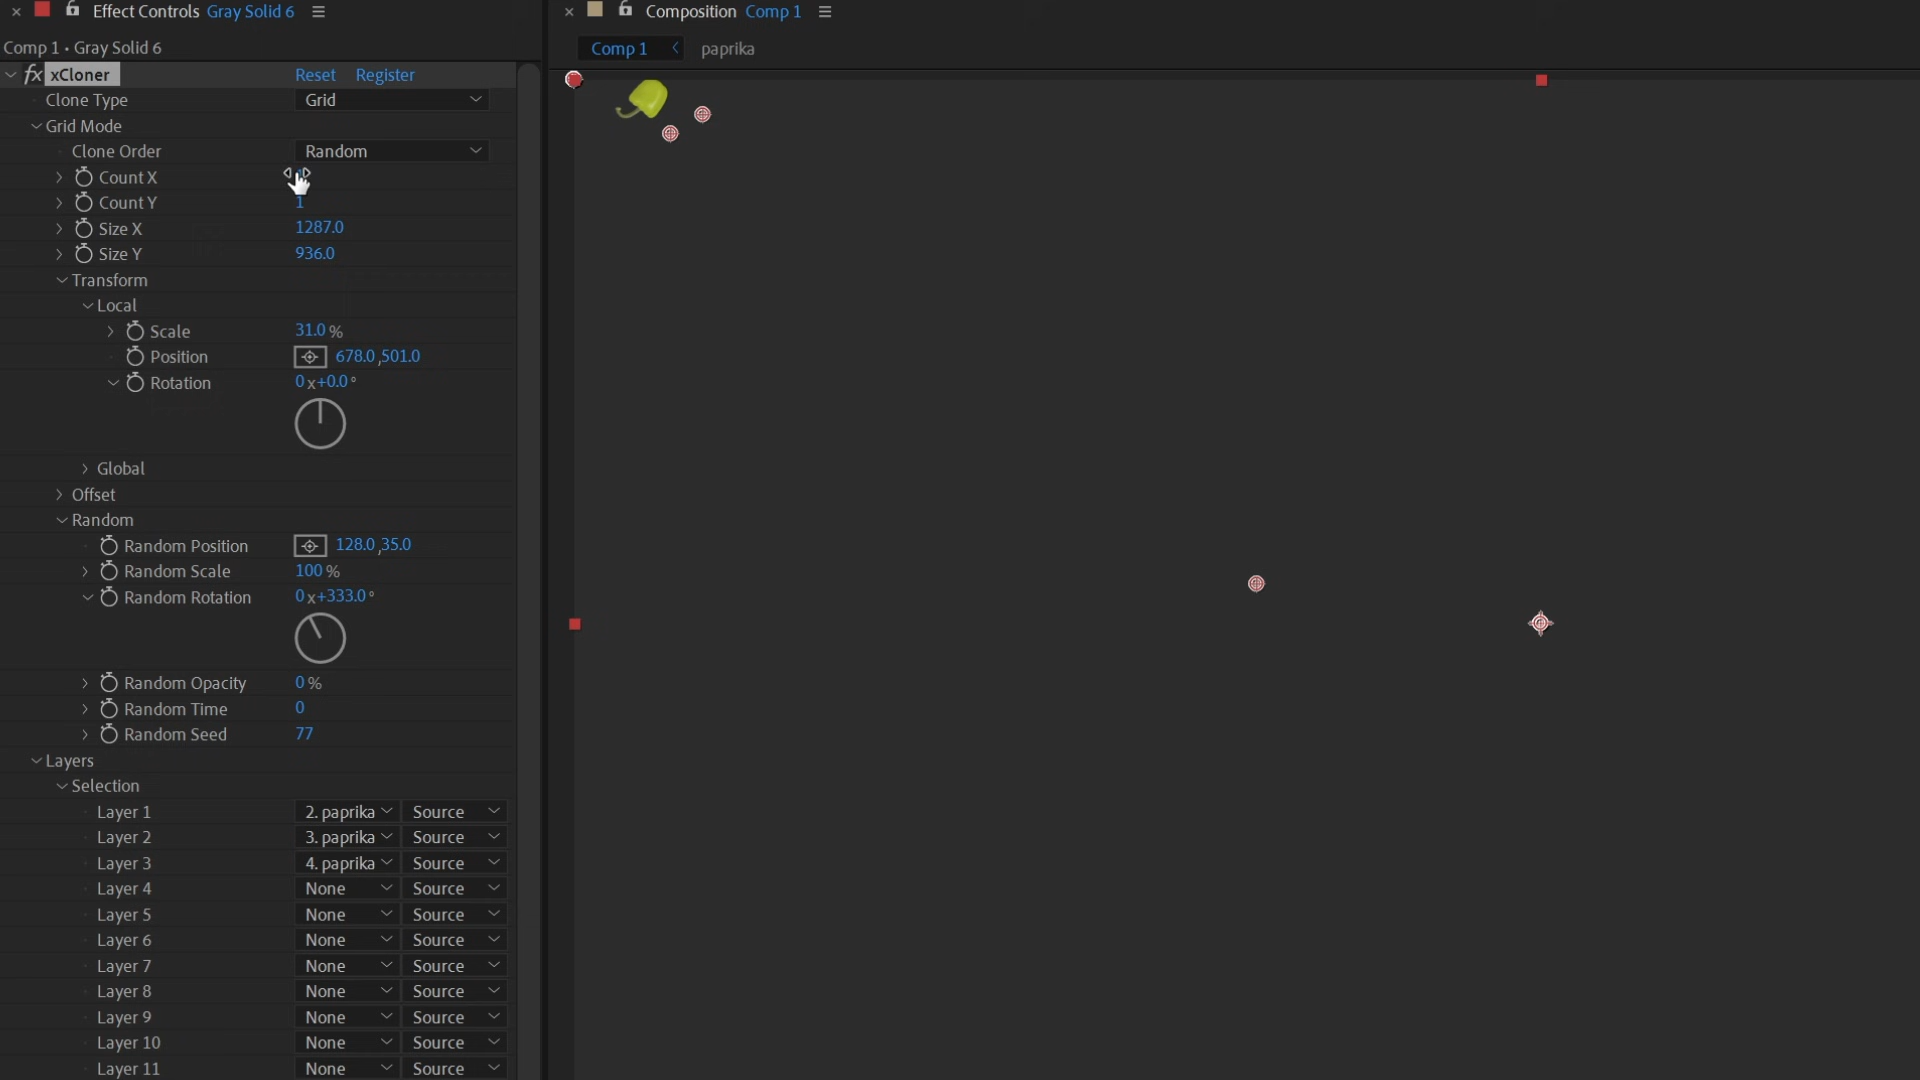 × Effect Controls Gray Solid 6 ≡
Comp 1 • Gray Solid 6
fx xCloner Reset Register
Clone Type Grid
Grid Mode
Clone Order Random
Count X
Count Y 1
Size X 1287.0
Size Y 936.0
Transform
Local
Scale 31.0 %
Position 678.0 ,501.0
Rotation 0 x+0.0 °
Global
Offset
Random
Random Position 128.0 ,35.0
Random Scale 100 %
Random Rotation 0 x+333.0 °
Random Opacity 0 %
Random Time 0
Random Seed 77
Layers
Selection
Layer 1 2. paprika Source
Layer 2 3. paprika Source
Layer 3 4. paprika Source
Layer 4 None Source
Layer 5 None Source
Layer 6 None Source
Layer 7 None Source
Layer 8 None Source
Layer 9 None Source
Layer 10 None Source
Layer 11 None Source
× Composition Comp 1 ≡
Comp 1 < paprika